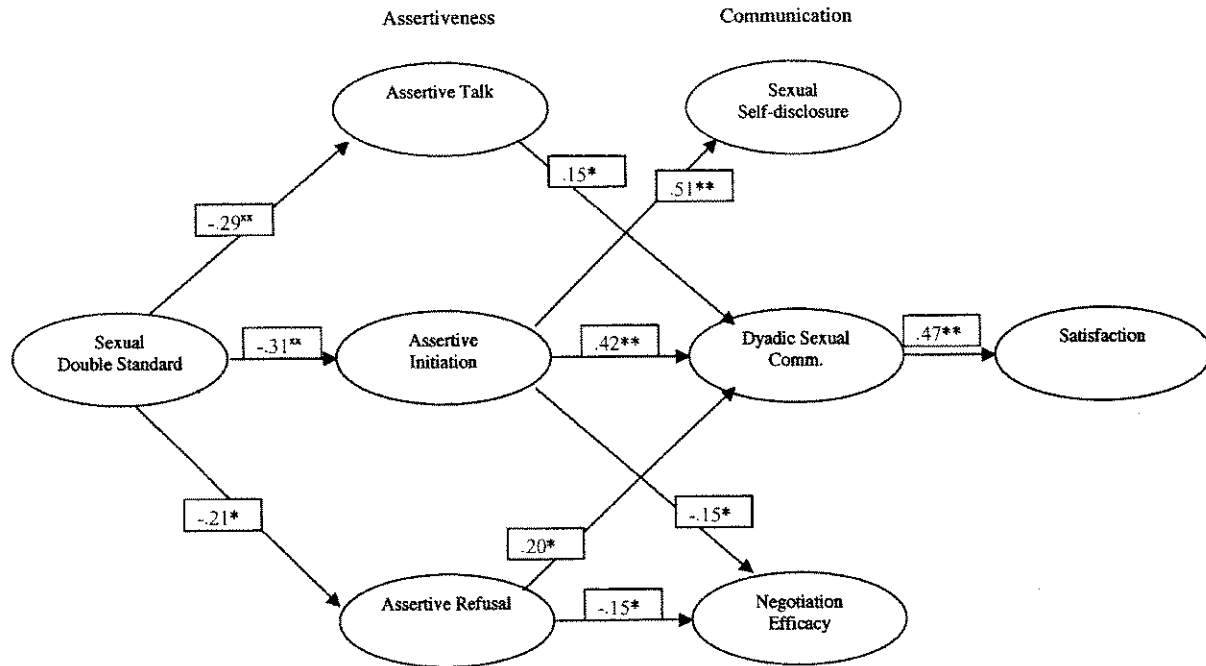 Assertiveness
Communication
Assertive Talk
Sexual
Self-disclosure
.15*
.51**
-.29xx
Sexual
Double Standard
-.31xx
Assertive
Initiation
.42**
Dyadic Sexual
Comm.
.47**
Satisfaction
-.21*
.20*
-.15*
Assertive Refusal
-.15*
Negotiation
Efficacy